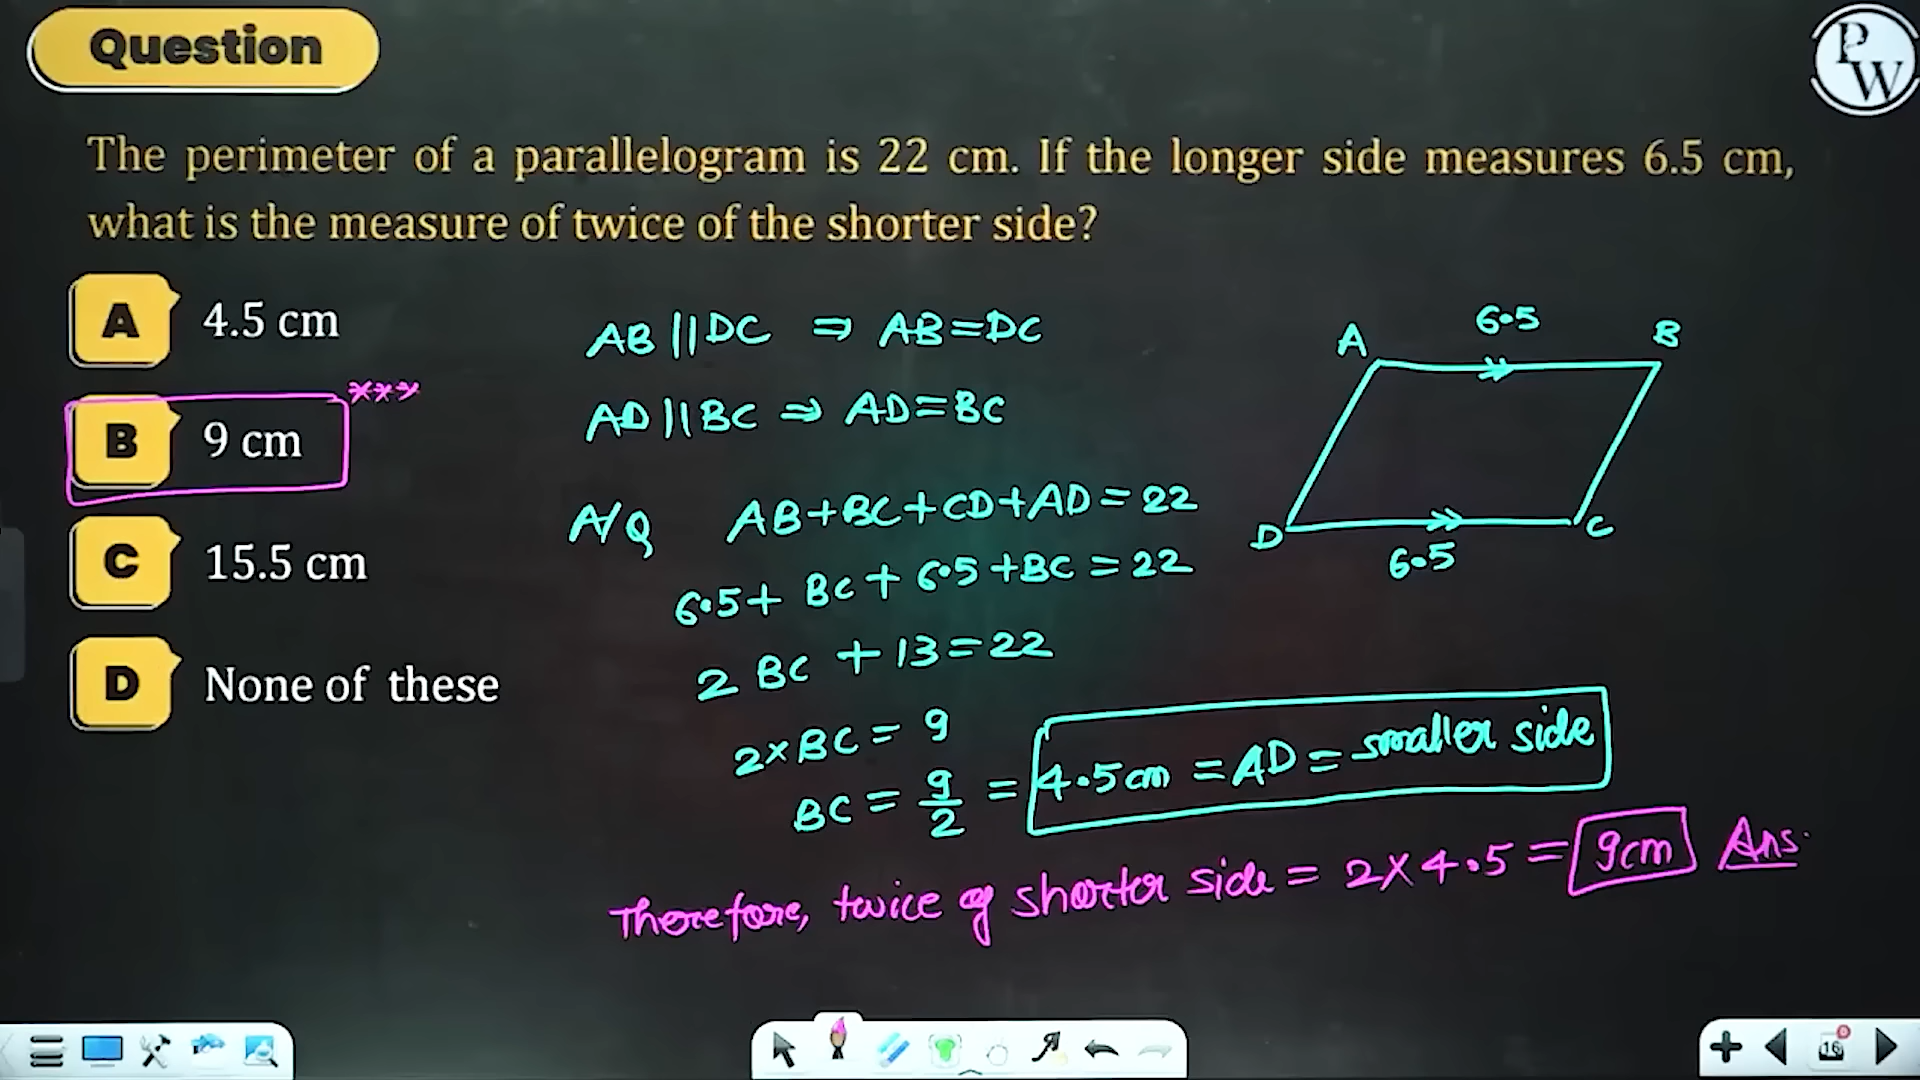 Question
PW
The perimeter of a parallelogram is 22 cm. If the longer side measures 6.5 cm,
what is the measure of twice of the shorter side?
A 4.5 cm
B 9 cm ***
C 15.5 cm
D None of these
AB || DC ⇒ AB = DC
AD || BC ⇒ AD = BC
A/Q AB + BC + CD + AD = 22
6.5 + BC + 6.5 + BC = 22
2 BC + 13 = 22
2 × BC = 9
BC = 9/2 = 4.5 cm = AD = smaller side
Therefore, twice of shorter side = 2 × 4.5 = 9cm Ans.
6.5
A B
D C
6.5
16
0